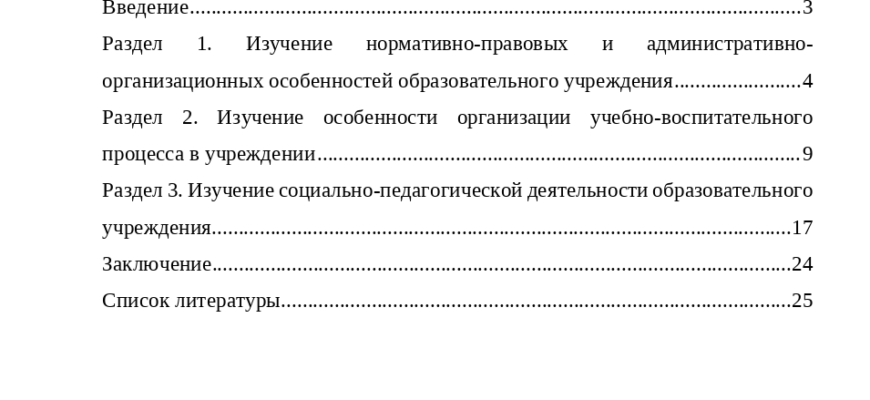 Введение....................................................................................................................3
Раздел 1. Изучение нормативно-правовых и административно-
организационных особенностей образовательного учреждения........................4
Раздел 2. Изучение особенности организации учебно-воспитательного
процесса в учреждении...........................................................................................9
Раздел 3. Изучение социально-педагогической деятельности образовательного
учреждения.............................................................................................................17
Заключение.............................................................................................................24
Список литературы................................................................................................25